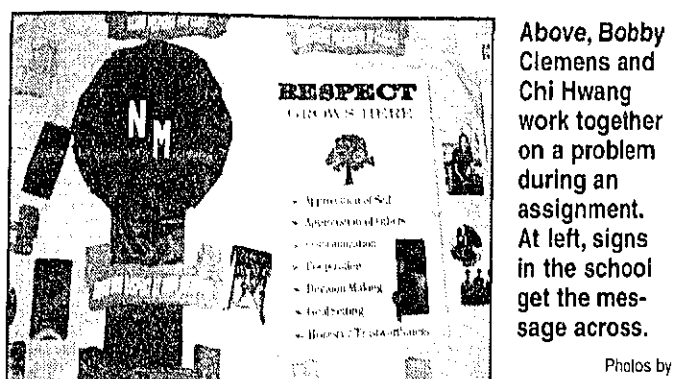 N M
RESPECT
GROWS HERE
Appreciation of Self
Appreciation of Others
Communication
Cooperation
Decision Making
Goal Setting
Honesty / Trustworthiness
Above, Bobby
Clemens and
Chi Hwang
work together
on a problem
during an
assignment.
At left, signs
in the school
get the mes-
sage across.
Photos by